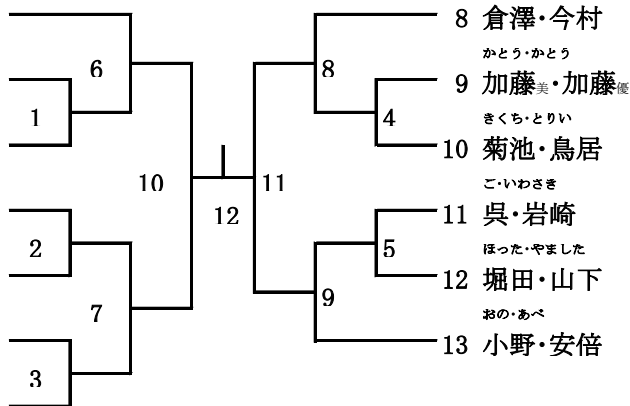 8 倉澤・今村
6
8
かとう・かとう
9 加藤美・加藤優
1
4
きくち・とりい
10 菊池・鳥居
10
11
ご・いわさき
12
11 呉・岩崎
2
5
ほった・やました
12 堀田・山下
9
7
おの・あべ
13 小野・安倍
3